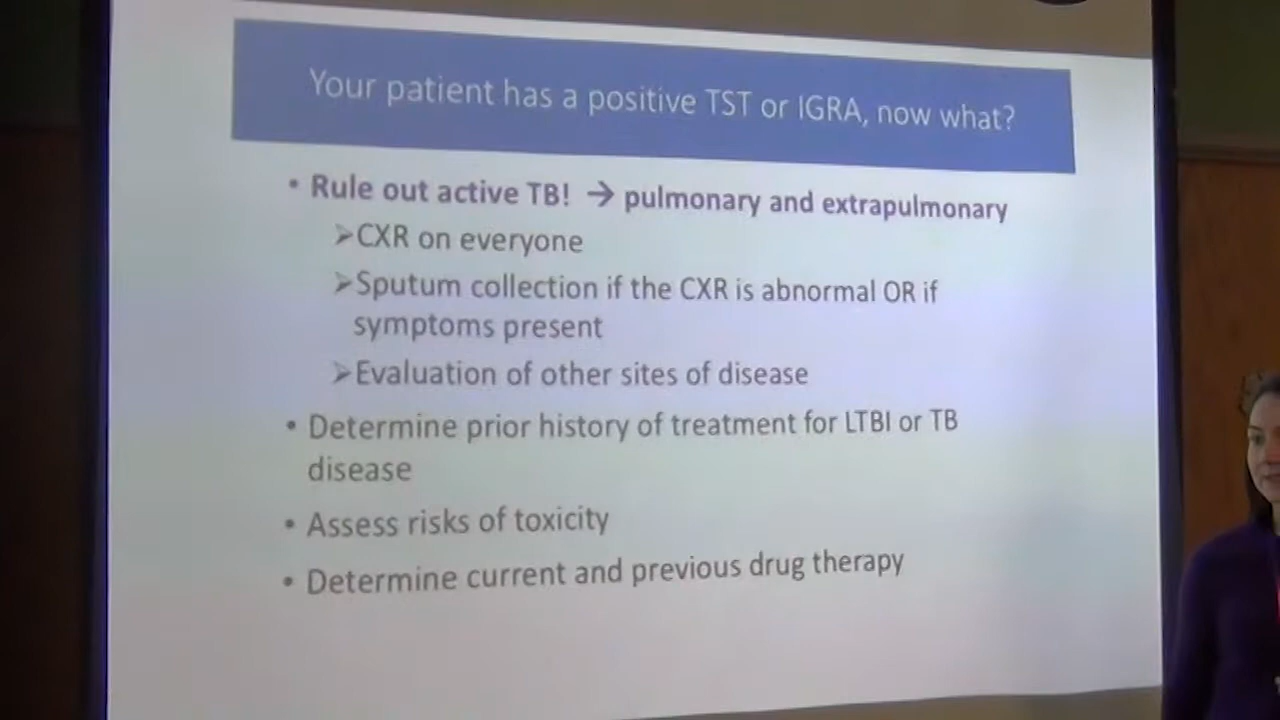 Your patient has a positive TST or IGRA, now what?
• Rule out active TB! → pulmonary and extrapulmonary
➢CXR on everyone
➢Sputum collection if the CXR is abnormal OR if
symptoms present
➢Evaluation of other sites of disease
• Determine prior history of treatment for LTBI or TB
disease
• Assess risks of toxicity
• Determine current and previous drug therapy